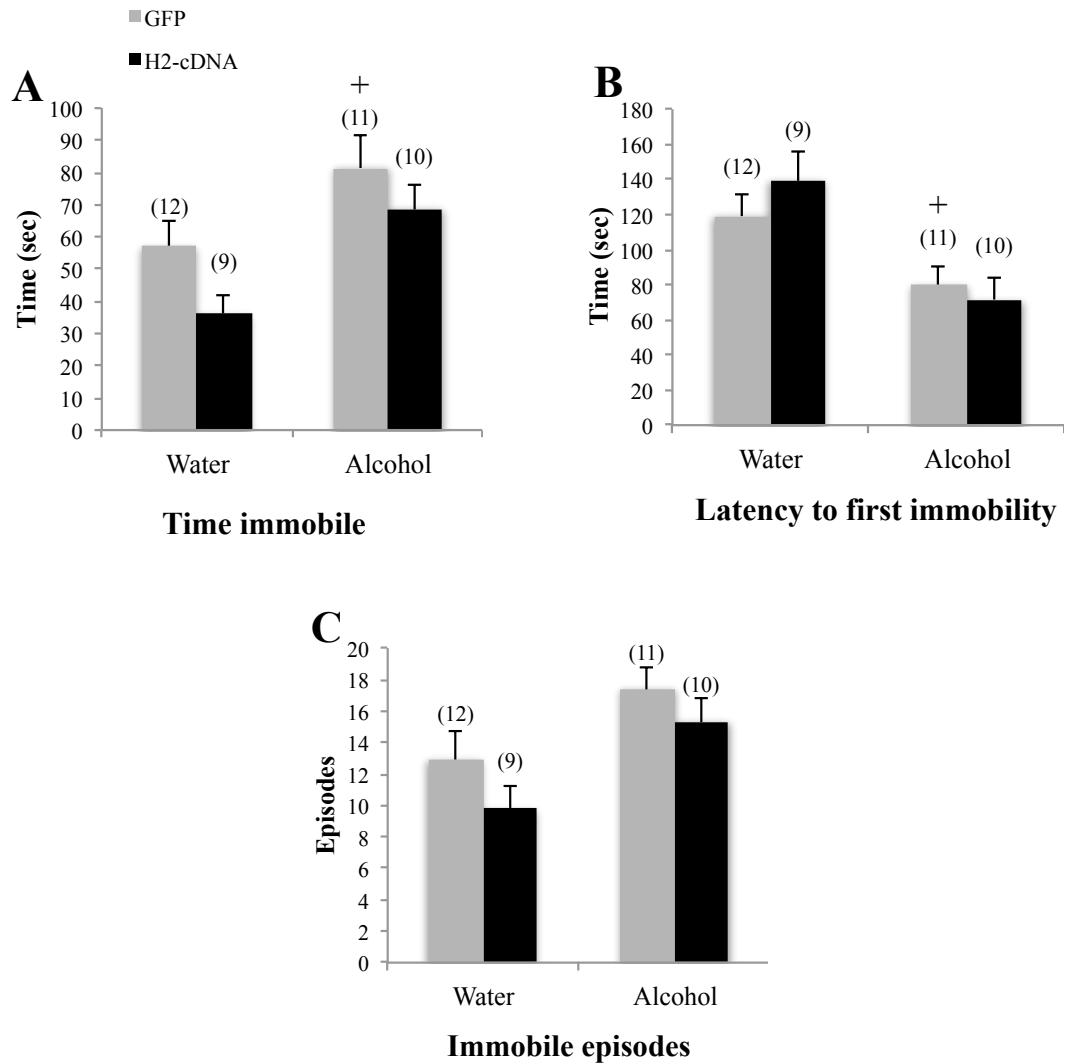 GFP
H2-cDNA
A
Time (sec)
100
90
80
70
60
50
40
30
20
10
0
(12)
(9)
+
(11)
(10)
Water
Alcohol
Time immobile
B
Time (sec)
180
160
140
120
100
80
60
40
20
0
(12)
(9)
+
(11)
(10)
Water
Alcohol
Latency to first immobility
C
Episodes
20
18
16
14
12
10
8
6
4
2
0
(12)
(9)
(11)
(10)
Water
Alcohol
Immobile episodes